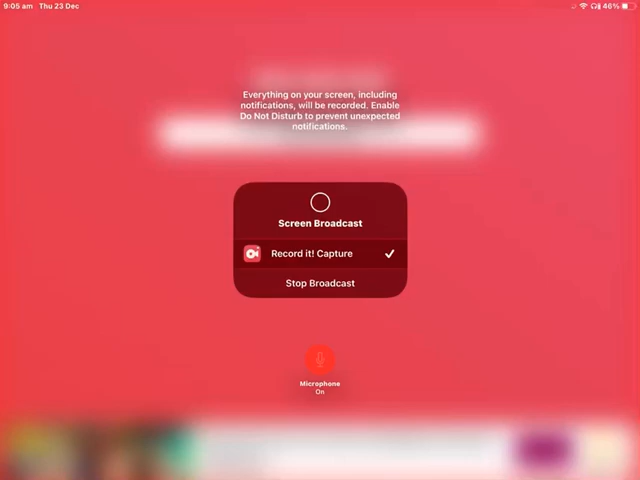 9:05 am Thu 23 Dec
46%
Everything on your screen, including
notifications, will be recorded. Enable
Do Not Disturb to prevent unexpected
notifications.
Screen Broadcast
Record it! Capture
Stop Broadcast
Microphone
On